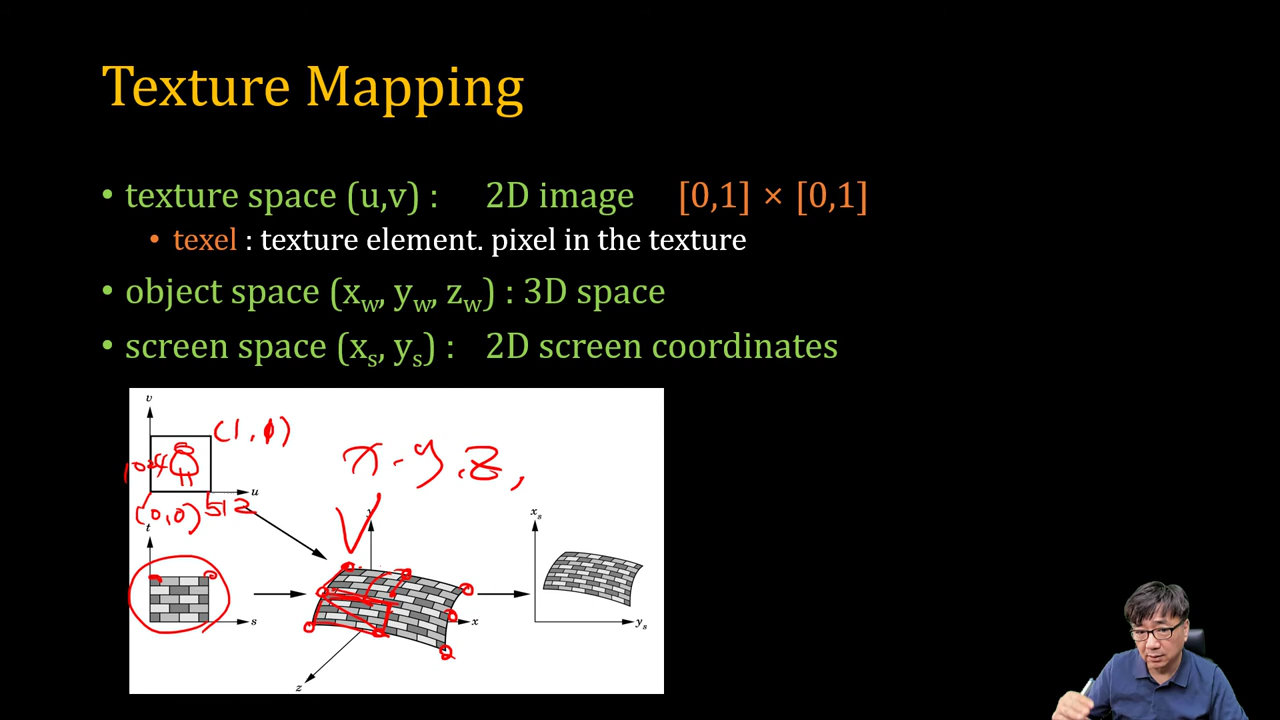 Texture Mapping
• texture space (u,v) : 2D image [0,1] × [0,1]
• texel : texture element. pixel in the texture
• object space (xw, yw, zw) : 3D space
• screen space (xs, ys) : 2D screen coordinates
v
(1,1)
1024
x.y.z,
u
(0,0) 512
t
y
xs
s
x
ys
z